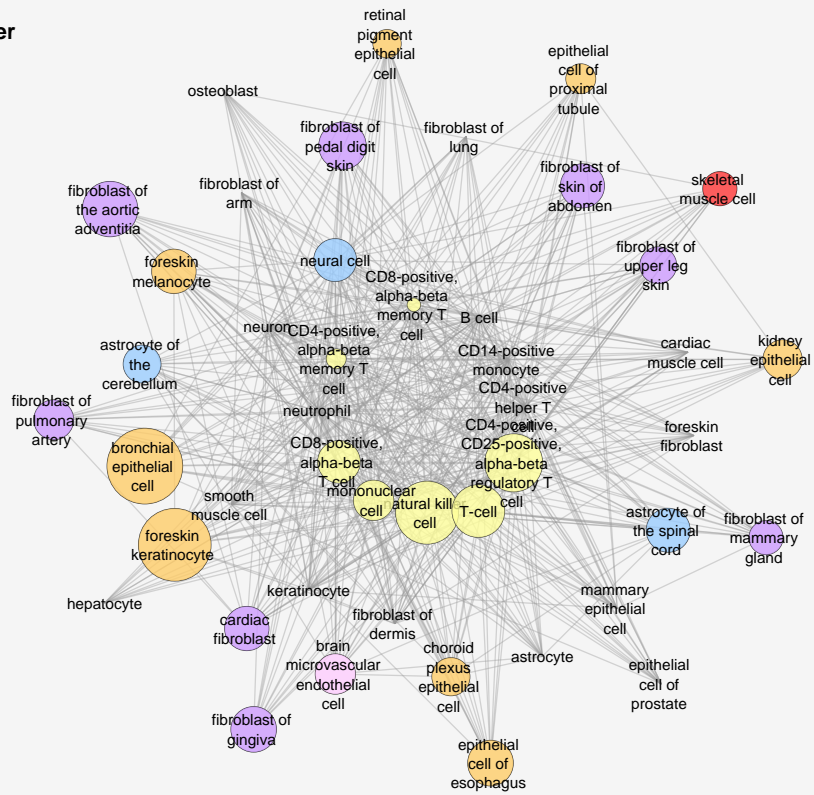 er
retinal
pigment
epithelial
cell
epithelial
cell of
proximal
tubule
osteoblast
fibroblast of
pedal digit
skin
fibroblast of
lung
fibroblast of
skin of
abdomen
skeletal
muscle cell
fibroblast of
the aortic
adventitia
fibroblast of
arm
foreskin
melanocyte
neural cell
fibroblast of
upper leg
skin
CD8-positive,
alpha-beta
memory T
cell
B cell
neuron
CD4-positive,
alpha-beta
memory T
cell
CD14-positive
monocyte
cardiac
muscle cell
kidney
epithelial
cell
astrocyte of
the
cerebellum
CD4-positive
helper T
cell
fibroblast of
pulmonary
artery
neutrophil
CD4-positive,
CD25-positive,
alpha-beta
regulatory T
cell
foreskin
fibroblast
bronchial
epithelial
cell
CD8-positive,
alpha-beta
T cell
mononuclear
cell
natural killer
cell
T-cell
smooth
muscle cell
foreskin
keratinocyte
astrocyte of
the spinal
cord
fibroblast of
mammary
gland
hepatocyte
keratinocyte
mammary
epithelial
cell
cardiac
fibroblast
fibroblast of
dermis
brain
microvascular
endothelial
cell
choroid
plexus
epithelial
cell
astrocyte
epithelial
cell of
prostate
fibroblast of
gingiva
epithelial
cell of
esophagus